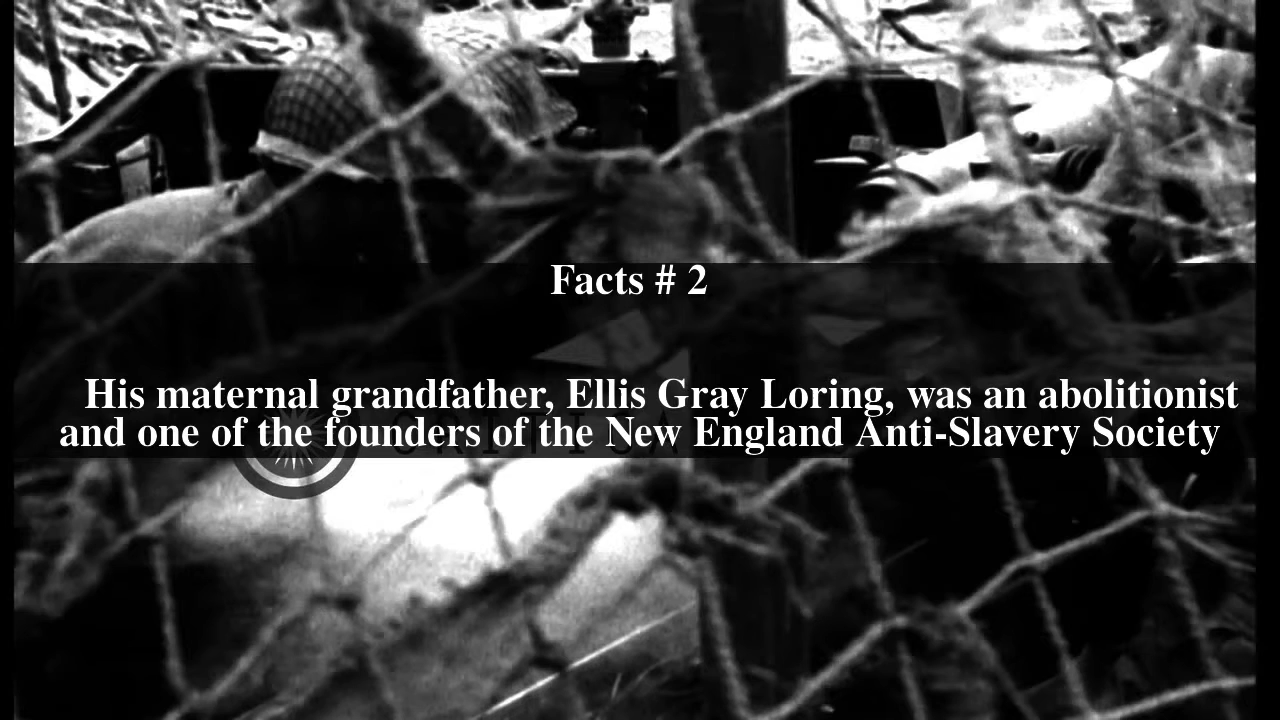 Facts # 2
His maternal grandfather, Ellis Gray Loring, was an abolitionist
and one of the founders of the New England Anti-Slavery Society